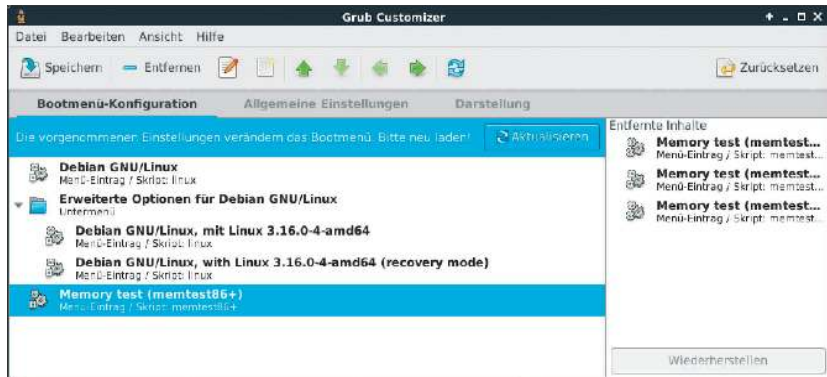 Grub Customizer
Datei Bearbeiten Ansicht Hilfe
Speichern Entfernen Zurücksetzen
Bootmenü-Konfiguration Allgemeine Einstellungen Darstellung
Die vorgenommenen Einstellungen verändern das Bootmenü. Bitte neu laden! Aktualisieren
Debian GNU/Linux
Menü-Eintrag / Skript: linux
Erweiterte Optionen für Debian GNU/Linux
Untermenü
Debian GNU/Linux, mit Linux 3.16.0-4-amd64
Menü-Eintrag / Skript: linux
Debian GNU/Linux, with Linux 3.16.0-4-amd64 (recovery mode)
Menü-Eintrag / Skript: linux
Memory test (memtest86+)
Menü-Eintrag / Skript: memtest86+
Entfernte Inhalte
Memory test (memtest...
Menü-Eintrag / Skript: memtest...
Memory test (memtest...
Menü-Eintrag / Skript: memtest...
Memory test (memtest...
Menü-Eintrag / Skript: memtest...
Wiederherstellen